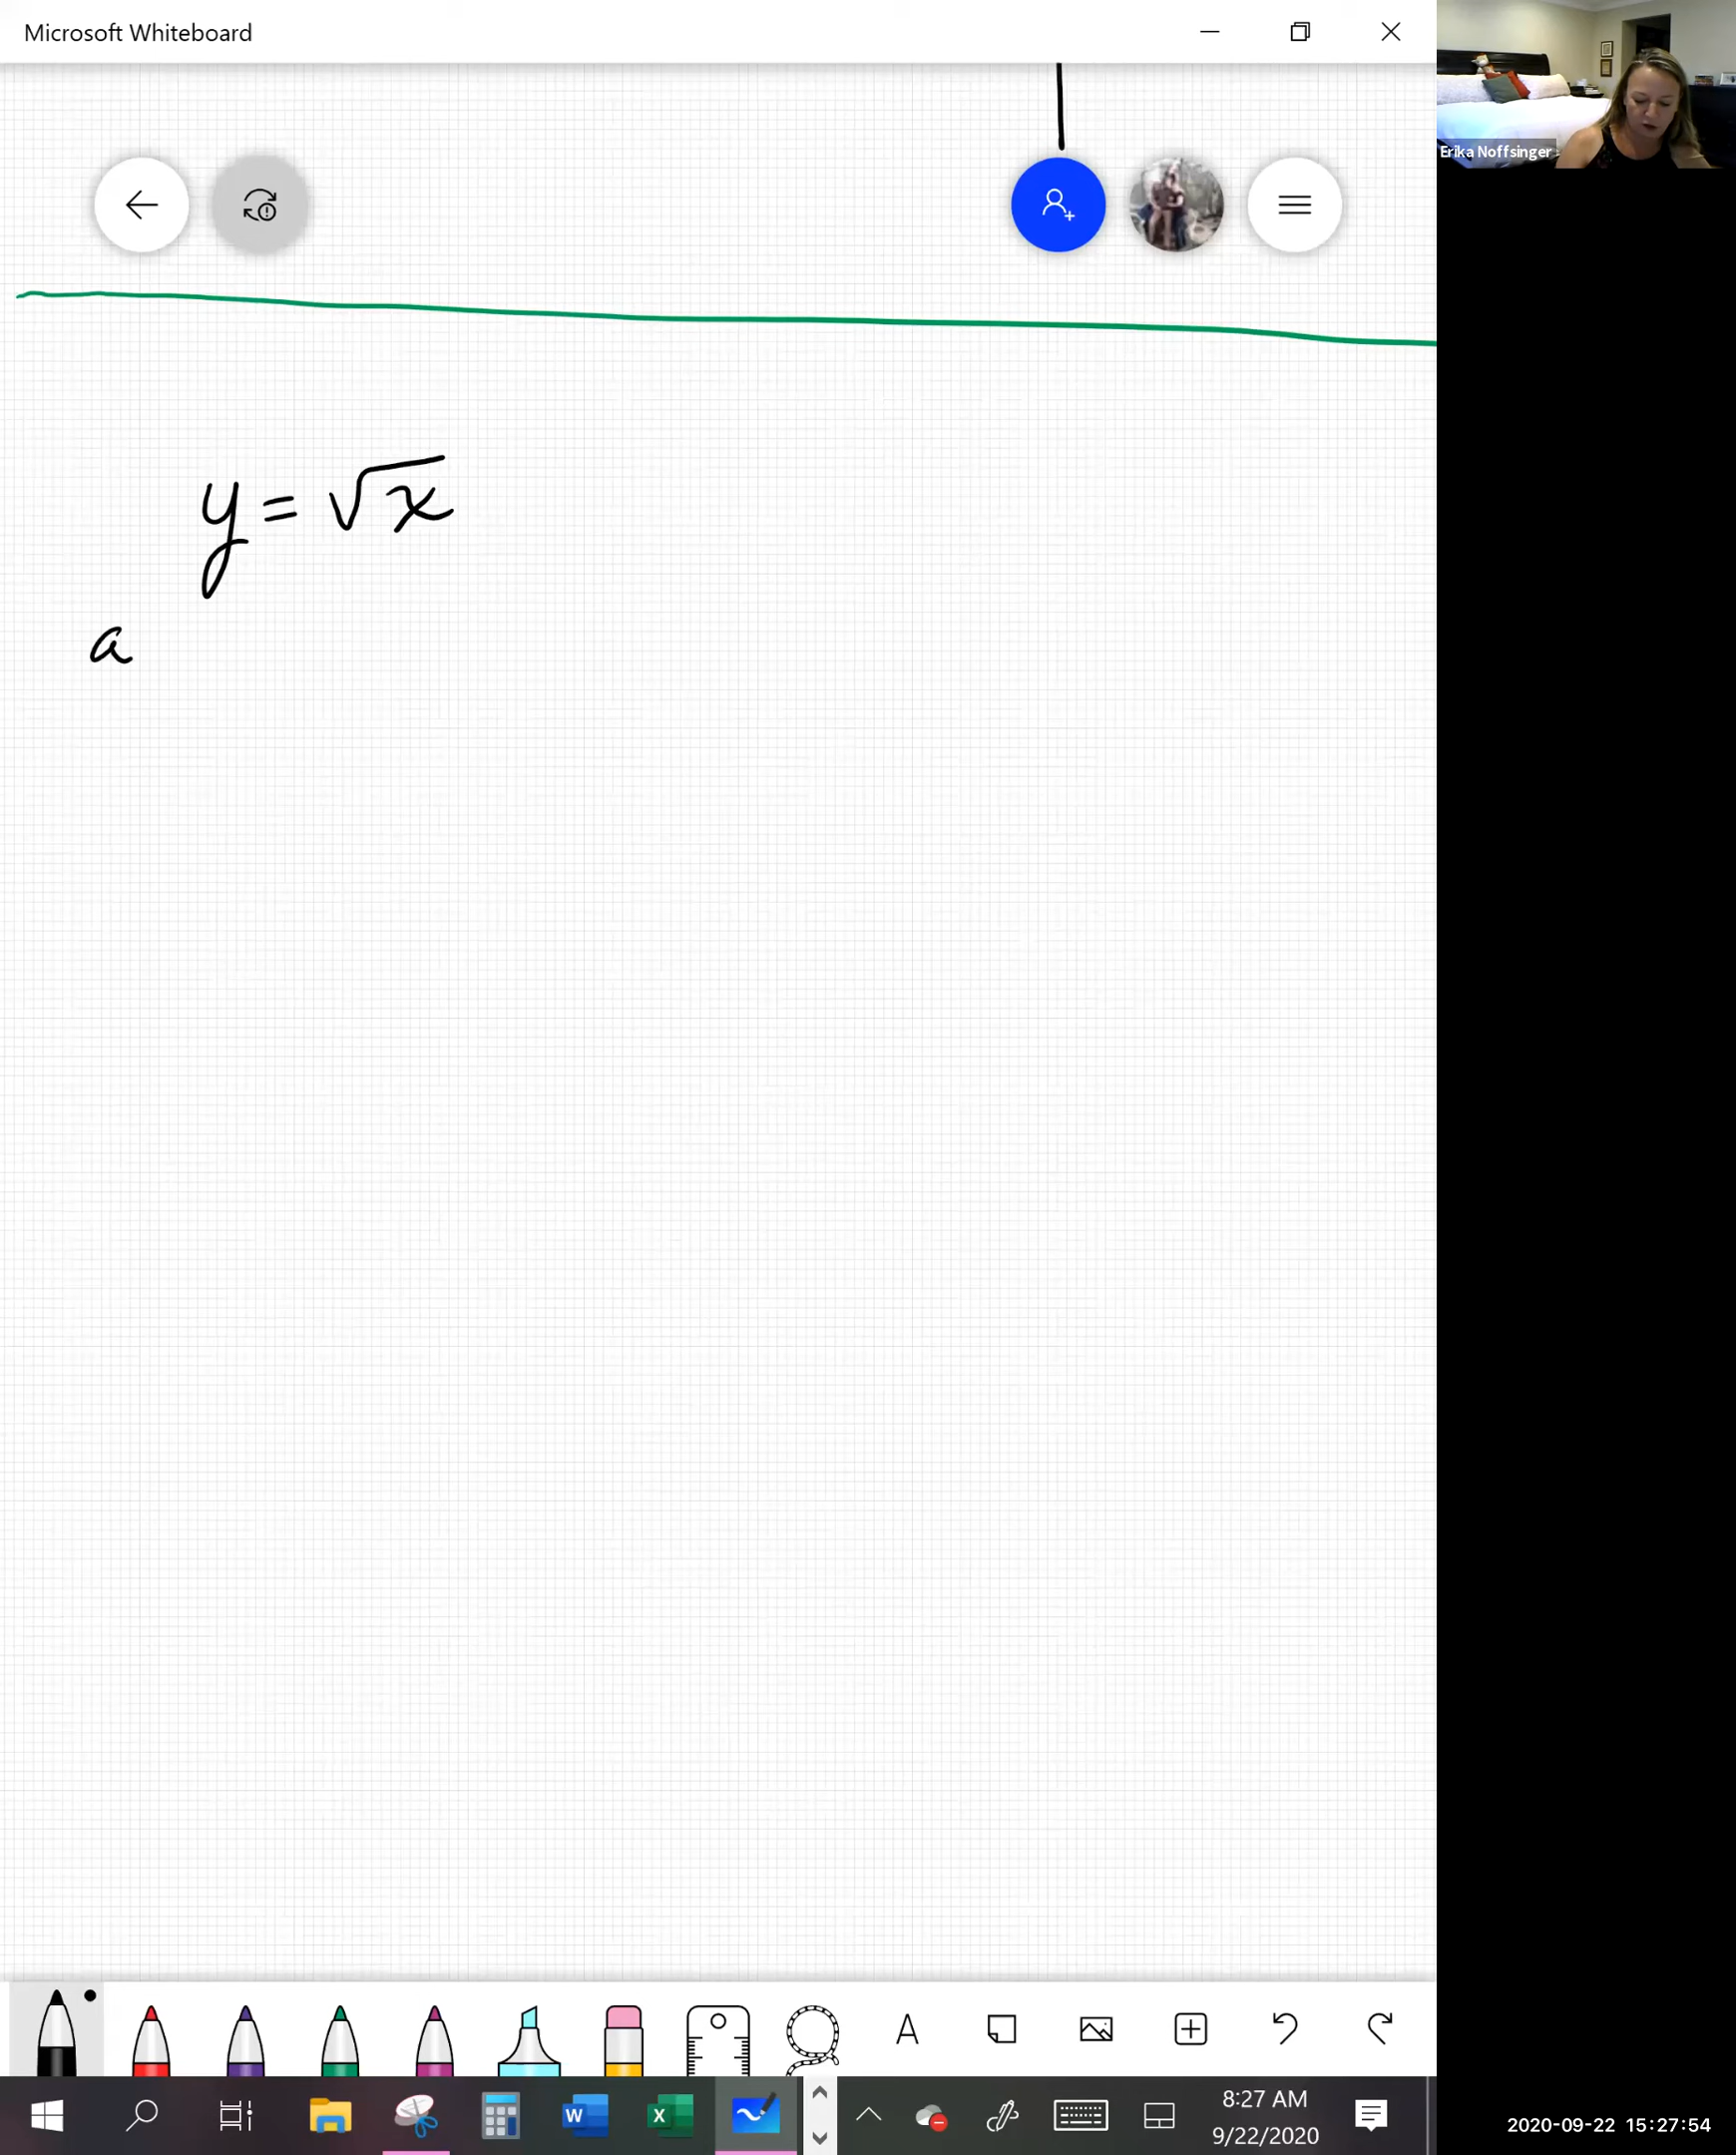 Microsoft Whiteboard
Erika Noffsinger
y = √x
a
A
W
X
8:27 AM
9/22/2020
2020-09-22 15:27:54